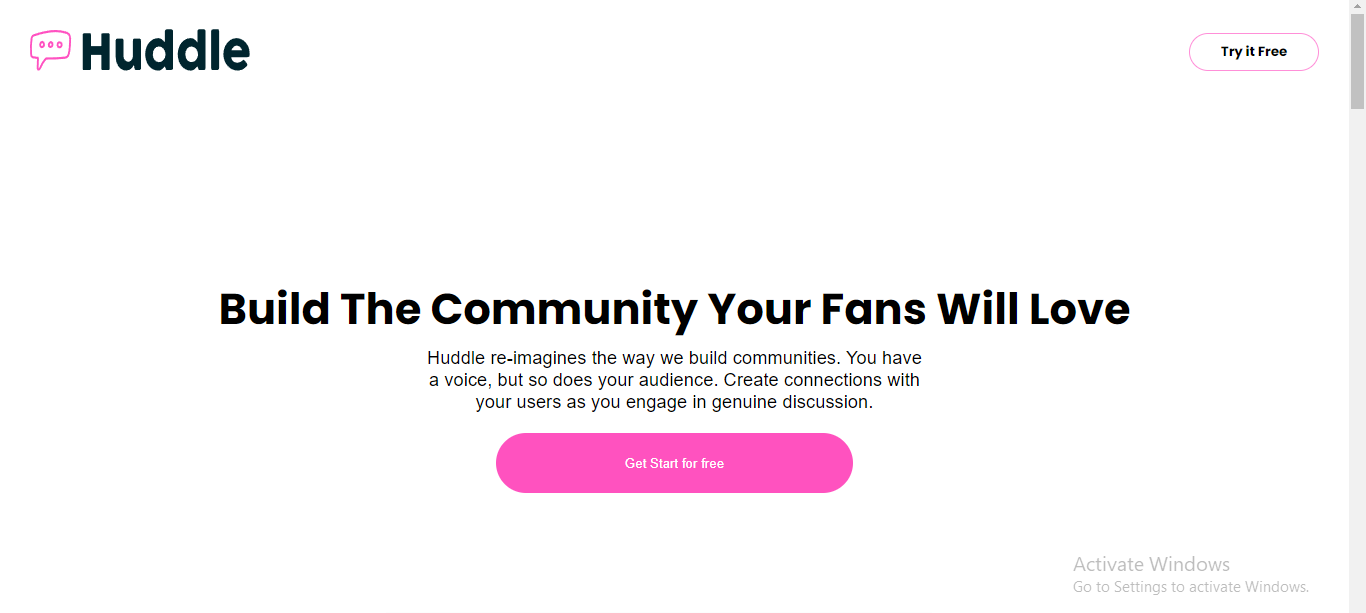 Huddle
Try it Free
Build The Community Your Fans Will Love
Huddle re-imagines the way we build communities. You have
a voice, but so does your audience. Create connections with
your users as you engage in genuine discussion.
Get Start for free
Activate Windows
Go to Settings to activate Windows.